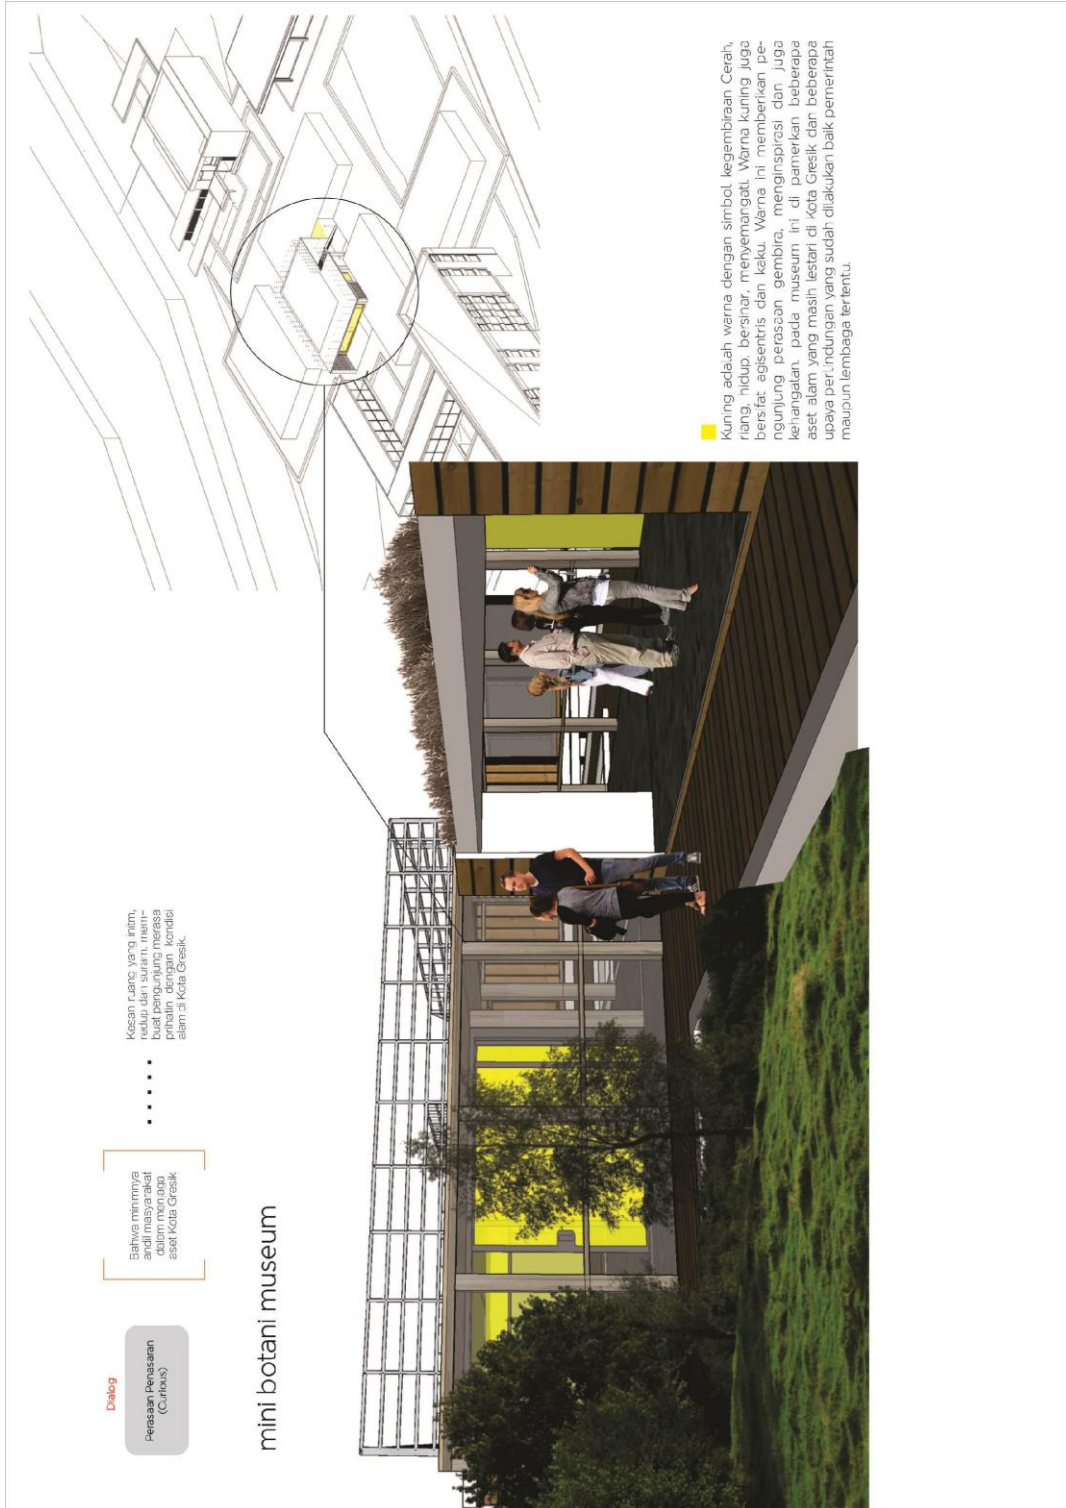 Dialog
Perasaan Penasaran
(Curious)
Bahwa minimnya
andil masyarakat
dalam menjaga
aset Kota Gresik
Kesan ruang yang initm,
redup dan suram, mem-
buat pengunjung merasa
prihatin dengan kondisi
alam di Kota Gresik.
mini botani museum
Kuning adalah warna dengan simbol kegembiraan Cerah,
riang, hidup, bersinar, menyemangati. Warna kuning juga
bersifat agisentris dan kaku. Warna ini memberikan pe-
ngunjung perasaan gembira, menginspirasi dan juga
kehangatan. pada museum ini di pamerkan beberapa
aset alam yang masih lestari di Kota Gresik dan beberapa
upaya perlindungan yang sudah dilakukan baik pemerintah
maupun lembaga tertentu.